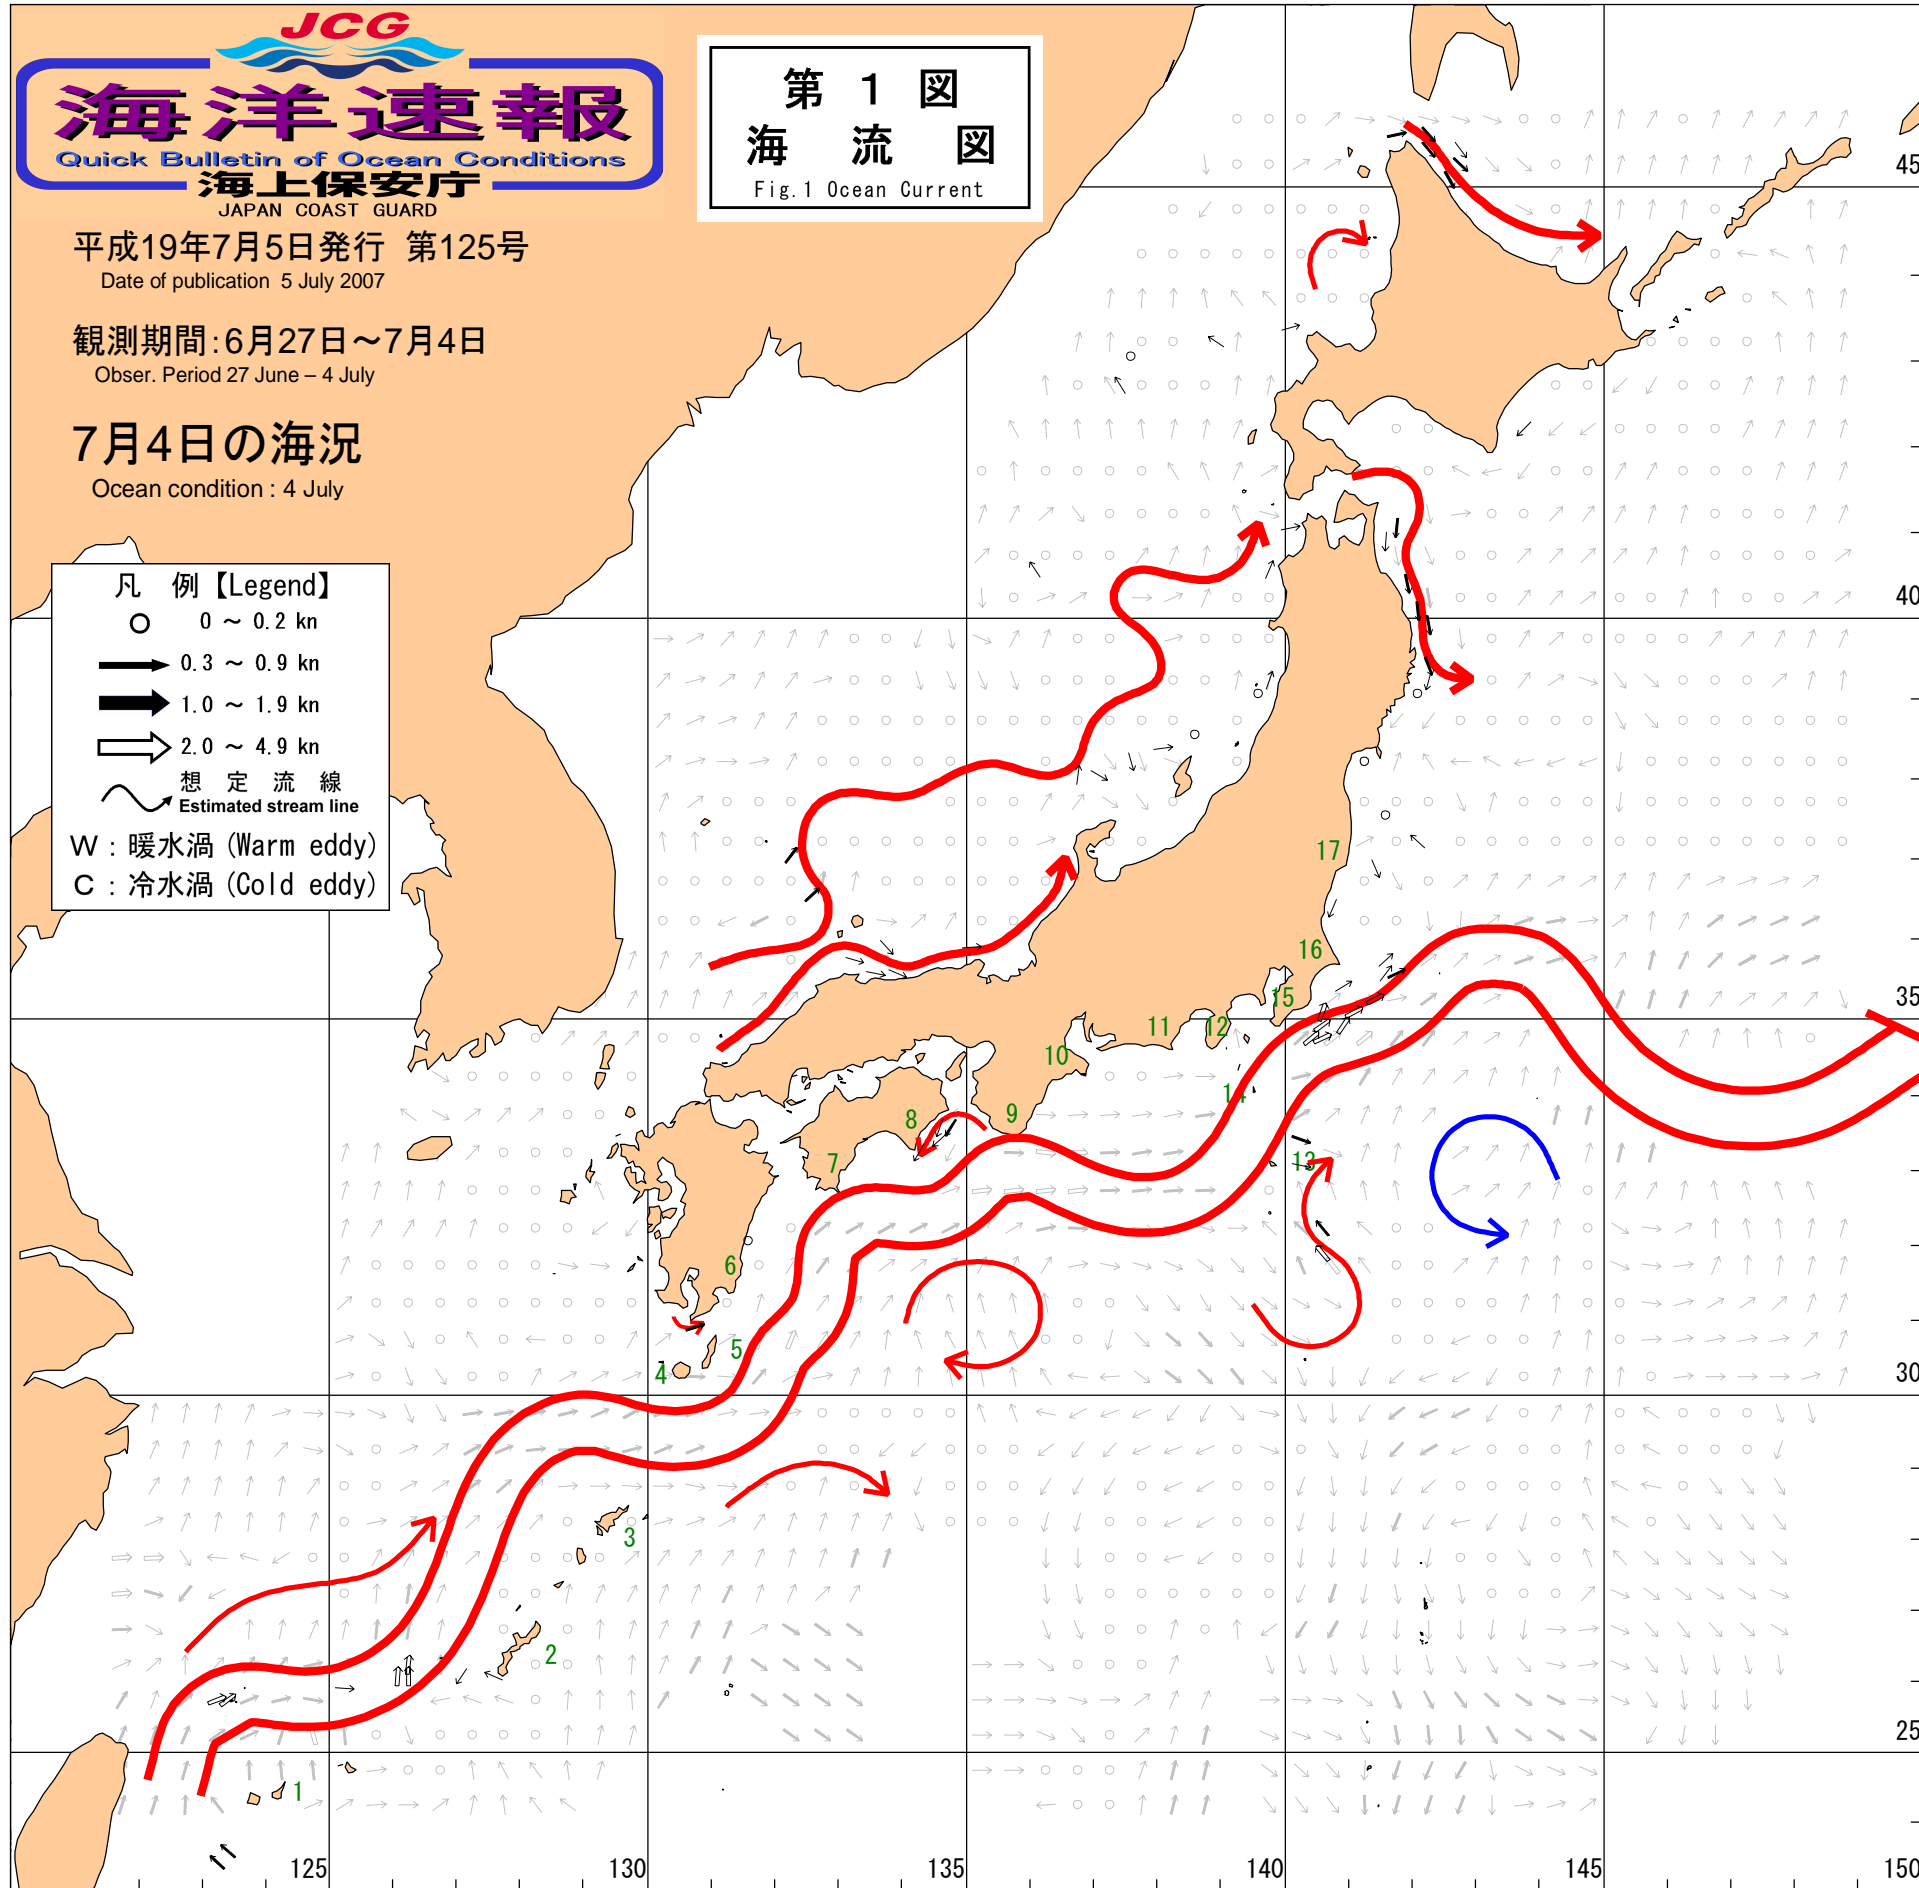 JCG
海洋速報
Quick Bulletin of Ocean Conditions
海上保安庁
JAPAN COAST GUARD
平成19年7月5日発行 第125号
Date of publication 5 July 2007
観測期間:6月27日~7月4日
Obser. Period 27 June – 4 July
7月4日の海況
Ocean condition : 4 July
第 1 図
海 流 図
Fig.1 Ocean Current
凡 例【Legend】
0 ~ 0.2 kn
0.3 ~ 0.9 kn
1.0 ~ 1.9 kn
2.0 ~ 4.9 kn
想 定 流 線
Estimated stream line
W : 暖水渦 (Warm eddy)
C : 冷水渦 (Cold eddy)
45
40
17
16
35
15
11
12
10
14
8
9
7
13
6
5
4
30
3
2
25
1
125
130
135
140
145
150